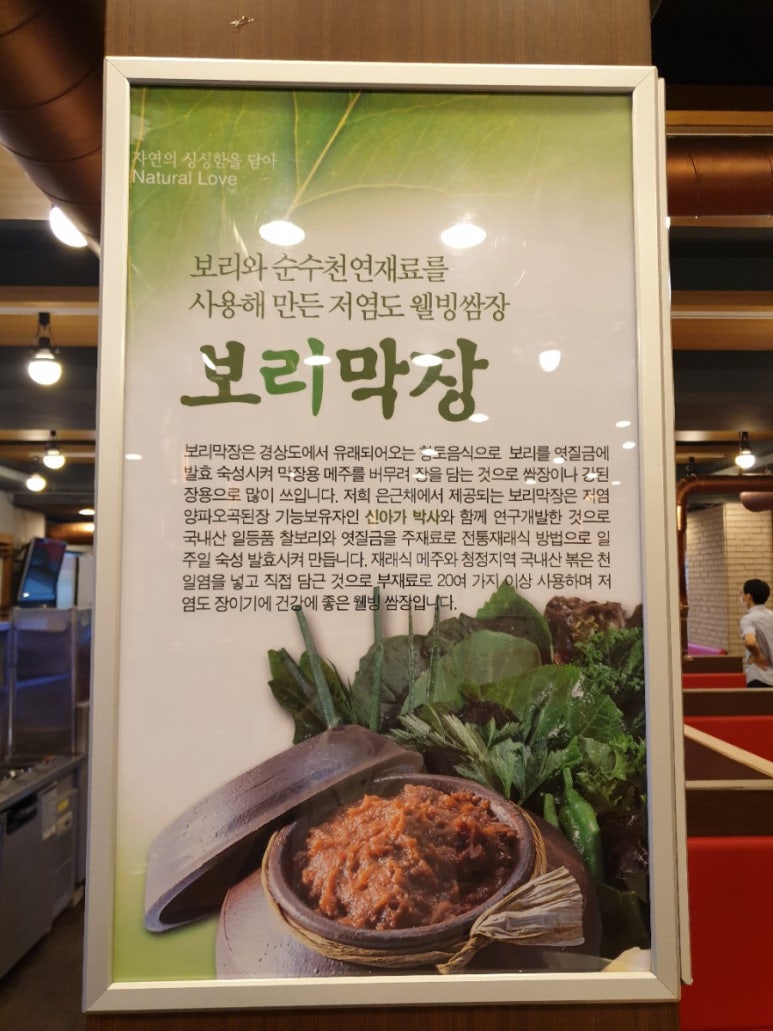 자연의 싱싱함을 담아
Natural Love
보리와 순수천연재료를
사용해 만든 저염도 웰빙쌈장
보리막장
보리막장은 경상도에서 유래되어오는 향토음식으로 보리를 엿질금에
발효 숙성시켜 막장용 메주를 버무려 장을 담는 것으로 쌈장이나 강된
장용으로 많이 쓰입니다. 저희 은근채에서 제공되는 보리막장은 저염
양파오곡된장 기능보유자인 신아가 박사와 함께 연구개발한 것으로
국내산 일등품 찰보리와 엿질금을 주재료로 전통재래식 방법으로 일
주일 숙성 발효시켜 만듭니다. 재래식 메주와 청정지역 국내산 볶은 천
일염을 넣고 직접 담근 것으로 부재료로 20여 가지 이상 사용하며 저
염도 장이기에 건강에 좋은 웰빙 쌈장입니다.